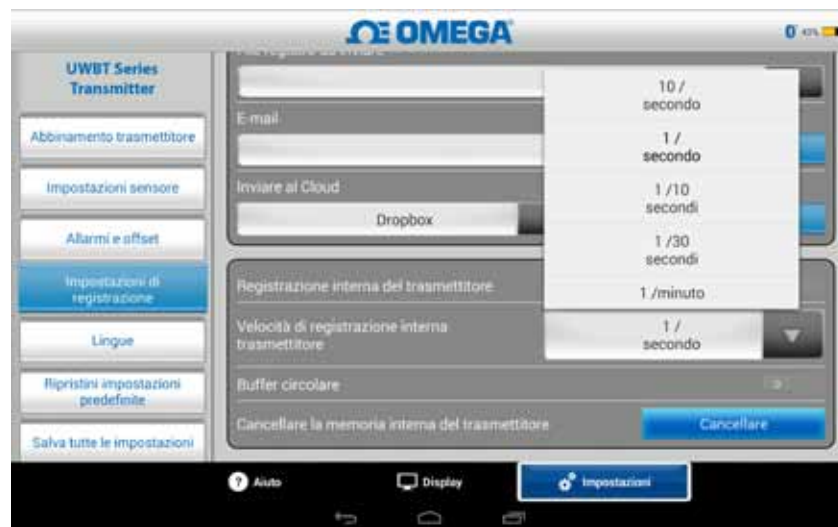 OMEGA
43%
UWBT Series
Transmitter
Abbinamento trasmettitore
Impostazioni sensore
Allarmi e offset
Impostazioni di
registrazione
Lingue
Ripristini impostazioni
predefinite
Salva tutte le impostazioni
E-mail
Inviare al Cloud
Dropbox
10 /
secondo
1 /
secondo
1 /10
secondi
1 /30
secondi
1 /minuto
Registrazione interna del trasmettitore
Velocità di registrazione interna
trasmettitore
1 /
secondo
Buffer circolare
Cancellare la memoria interna del trasmettitore
Cancellare
? Aiuto
Display
Impostazioni